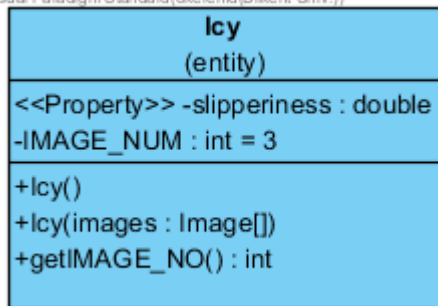 Icy
(entity)
<<Property>> -slipperiness : double
-IMAGE_NUM : int = 3
+Icy()
+Icy(images : Image[])
+getIMAGE_NO() : int